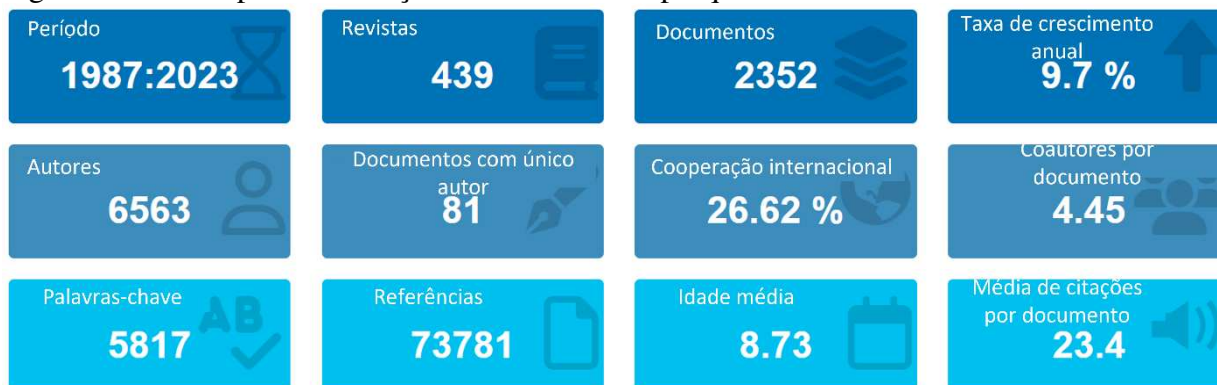 Período
1987:2023
Revistas
439
Documentos
2352
Taxa de crescimento
anual
9.7 %
Autores
6563
Documentos com único
autor
81
Cooperação internacional
26.62 %
Coautores por
documento
4.45
Palavras-chave
AB
5817
Referências
73781
Idade média
8.73
Média de citações
por documento
23.4